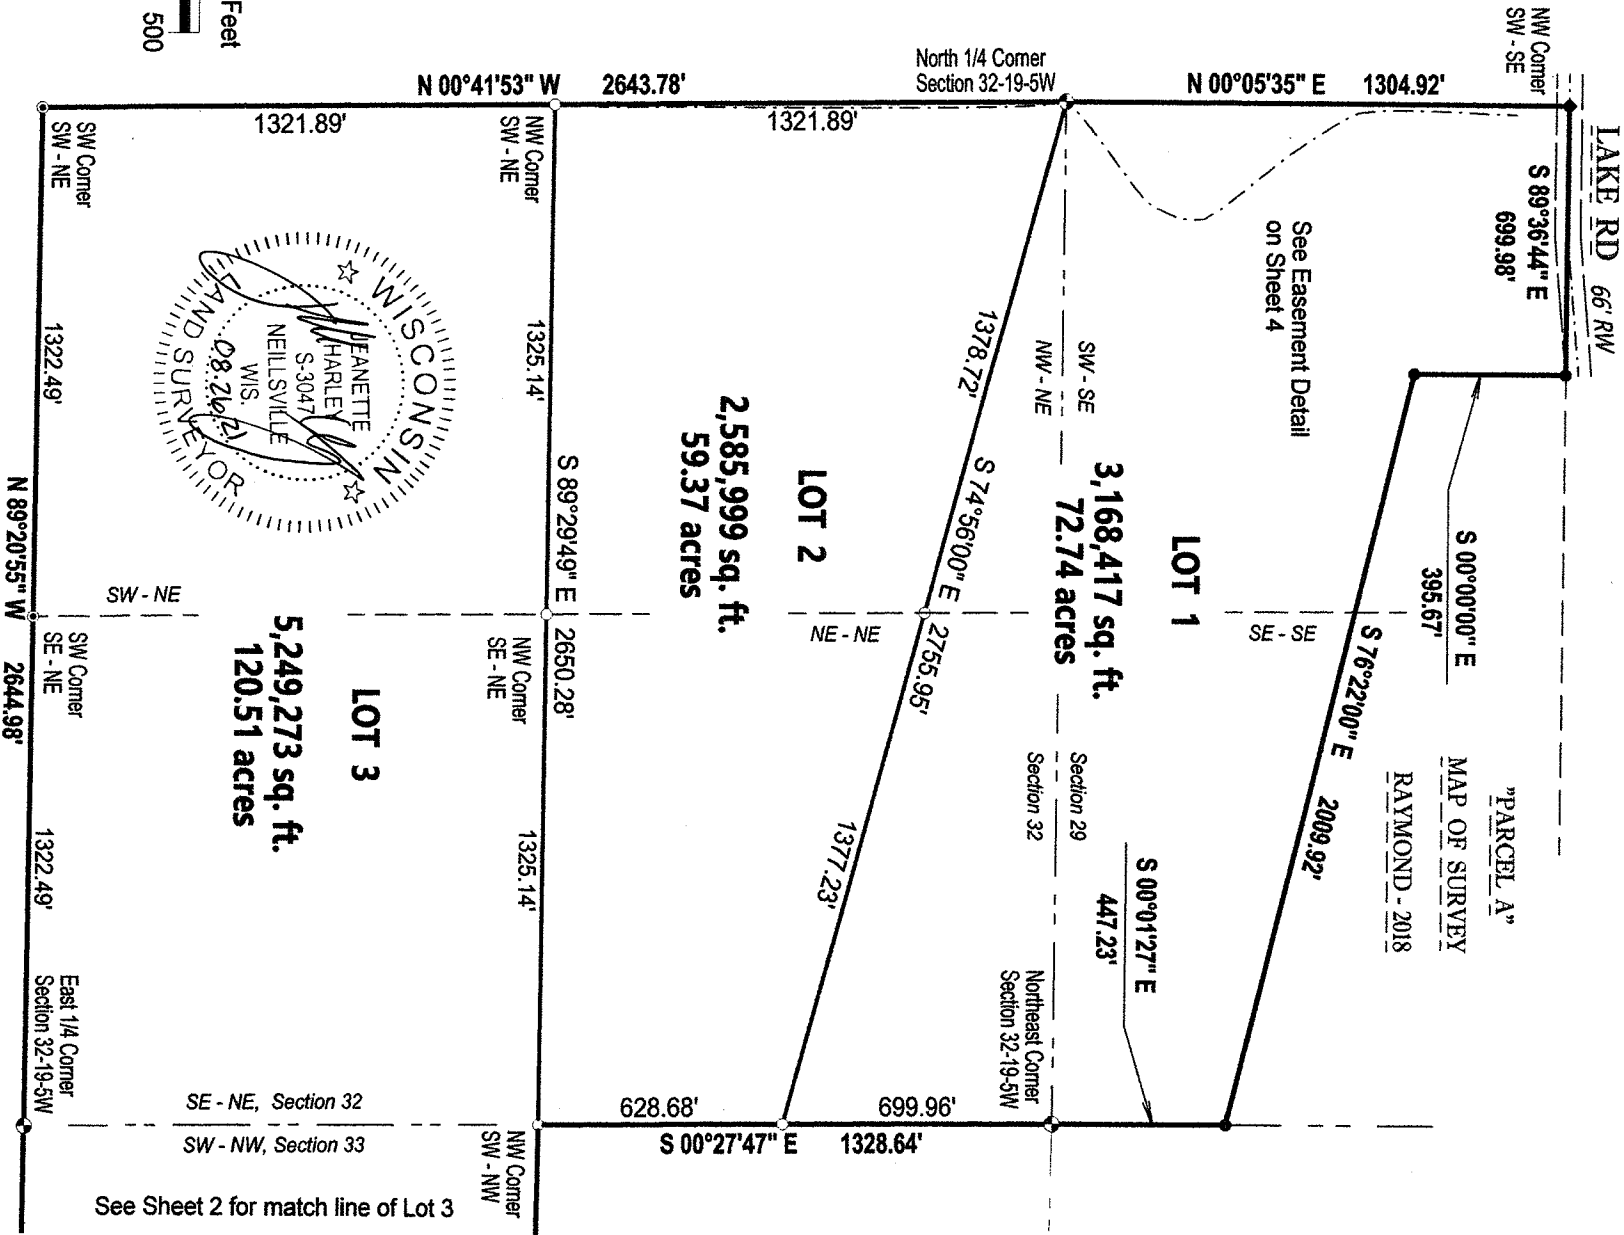 Feet
500
NW Corner
SW - SE
LAKE RD 66' RW
N 00°41'53" W 2643.78'
North 1/4 Corner
Section 32-19-5W
N 00°05'35" E 1304.92'
1321.89'
1321.89'
S 89°36'44" E
699.98'
SW Corner
SW - NE
NW Corner
SW - NE
See Easement Detail
on Sheet 4
S 00°00'00" E
395.67'
1322.49'
1325.14'
1378.72'
SW - SE
NW - NE
WISCONSIN
LAND SURVEYOR
JEANETTE
HARLEY
S-3047
NEILLSVILLE
WIS.
08.26.21
S 89°29'49" E 2650.28'
S 74°56'00" E 2755.95'
LOT 1
3,168,417 sq. ft.
72.74 acres
LOT 2
2,585,999 sq. ft.
59.37 acres
LOT 3
5,249,273 sq. ft.
120.51 acres
N 89°20'55" W 2644.98'
SW - NE
NE - NE
SE - SE
SW Corner
SE - NE
NW Corner
SE - NE
S 76°22'00" E 2009.92'
"PARCEL A"
MAP OF SURVEY
RAYMOND - 2018
Section 29
Section 32
1322.49'
1325.14'
1377.23'
S 00°01'27" E
447.23'
East 1/4 Corner
Section 32-19-5W
Northeast Corner
Section 32-19-5W
SE - NE, Section 32
SW - NW, Section 33
628.68'
699.96'
S 00°27'47" E 1328.64'
NW Corner
SW - NW
See Sheet 2 for match line of Lot 3